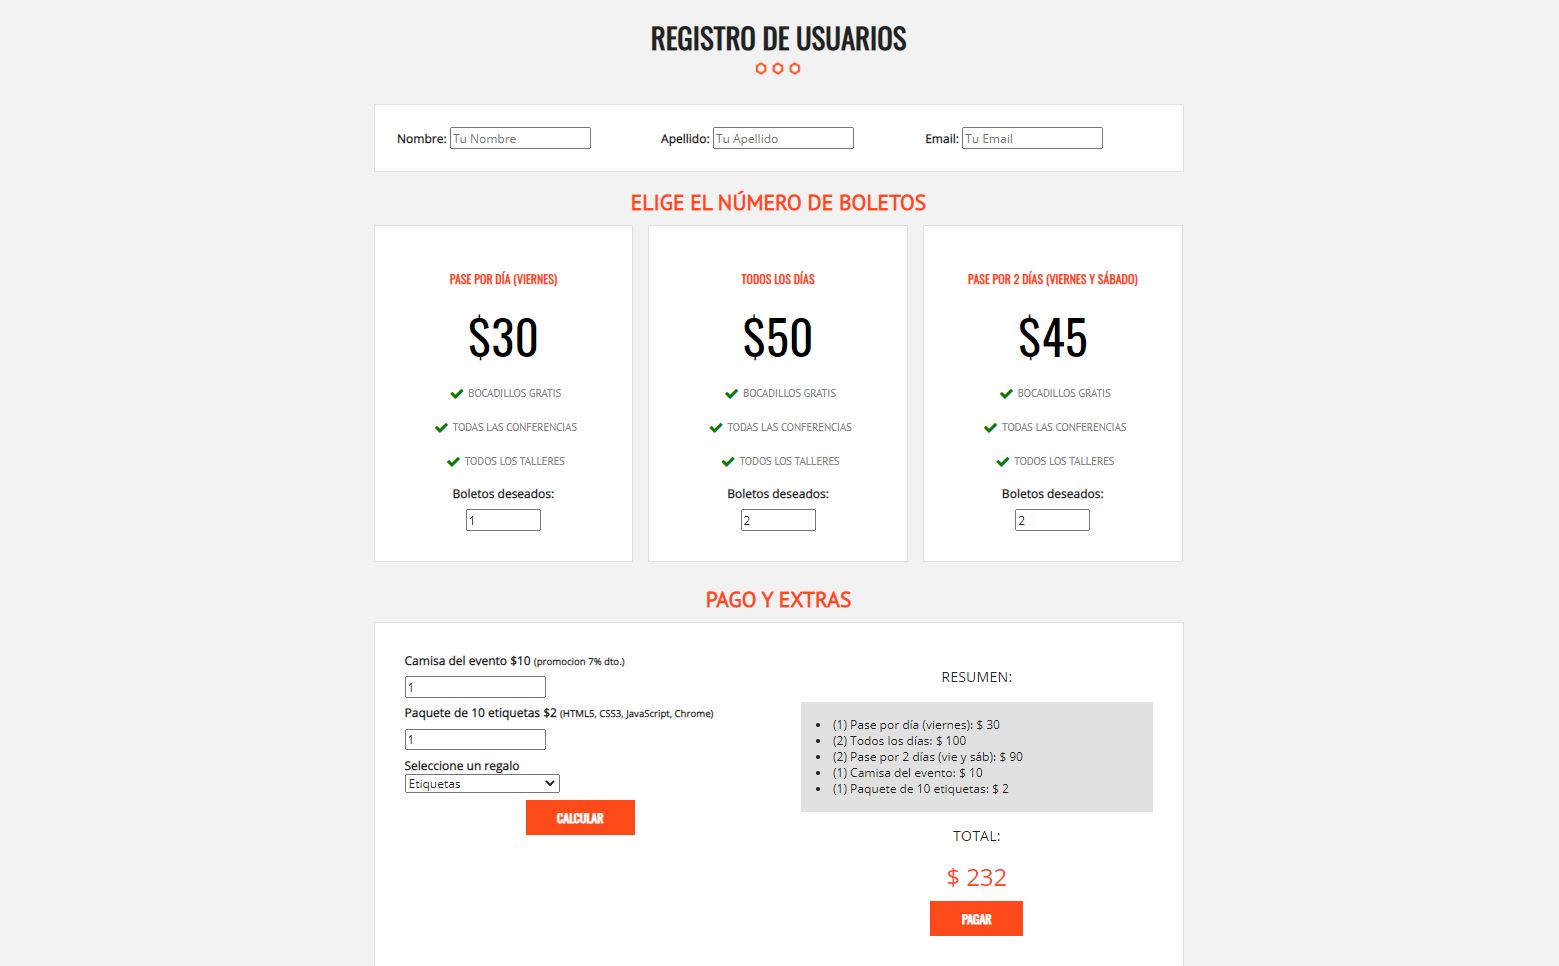 REGISTRO DE USUARIOS
Nombre: Tu Nombre Apellido: Tu Apellido Email: Tu Email
ELIGE EL NÚMERO DE BOLETOS
PASE POR DÍA (VIERNES)
$30
BOCADILLOS GRATIS
TODAS LAS CONFERENCIAS
TODOS LOS TALLERES
Boletos deseados:
1
TODOS LOS DÍAS
$50
BOCADILLOS GRATIS
TODAS LAS CONFERENCIAS
TODOS LOS TALLERES
Boletos deseados:
2
PASE POR 2 DÍAS (VIERNES Y SÁBADO)
$45
BOCADILLOS GRATIS
TODAS LAS CONFERENCIAS
TODOS LOS TALLERES
Boletos deseados:
2
PAGO Y EXTRAS
Camisa del evento $10 (promocion 7% dto.)
1
Paquete de 10 etiquetas $2 (HTML5, CSS3, JavaScript, Chrome)
1
Seleccione un regalo
Etiquetas
CALCULAR
RESUMEN:
(1) Pase por día (viernes): $ 30
(2) Todos los días: $ 100
(2) Pase por 2 días (vie y sáb): $ 90
(1) Camisa del evento: $ 10
(1) Paquete de 10 etiquetas: $ 2
TOTAL:
$ 232
PAGAR